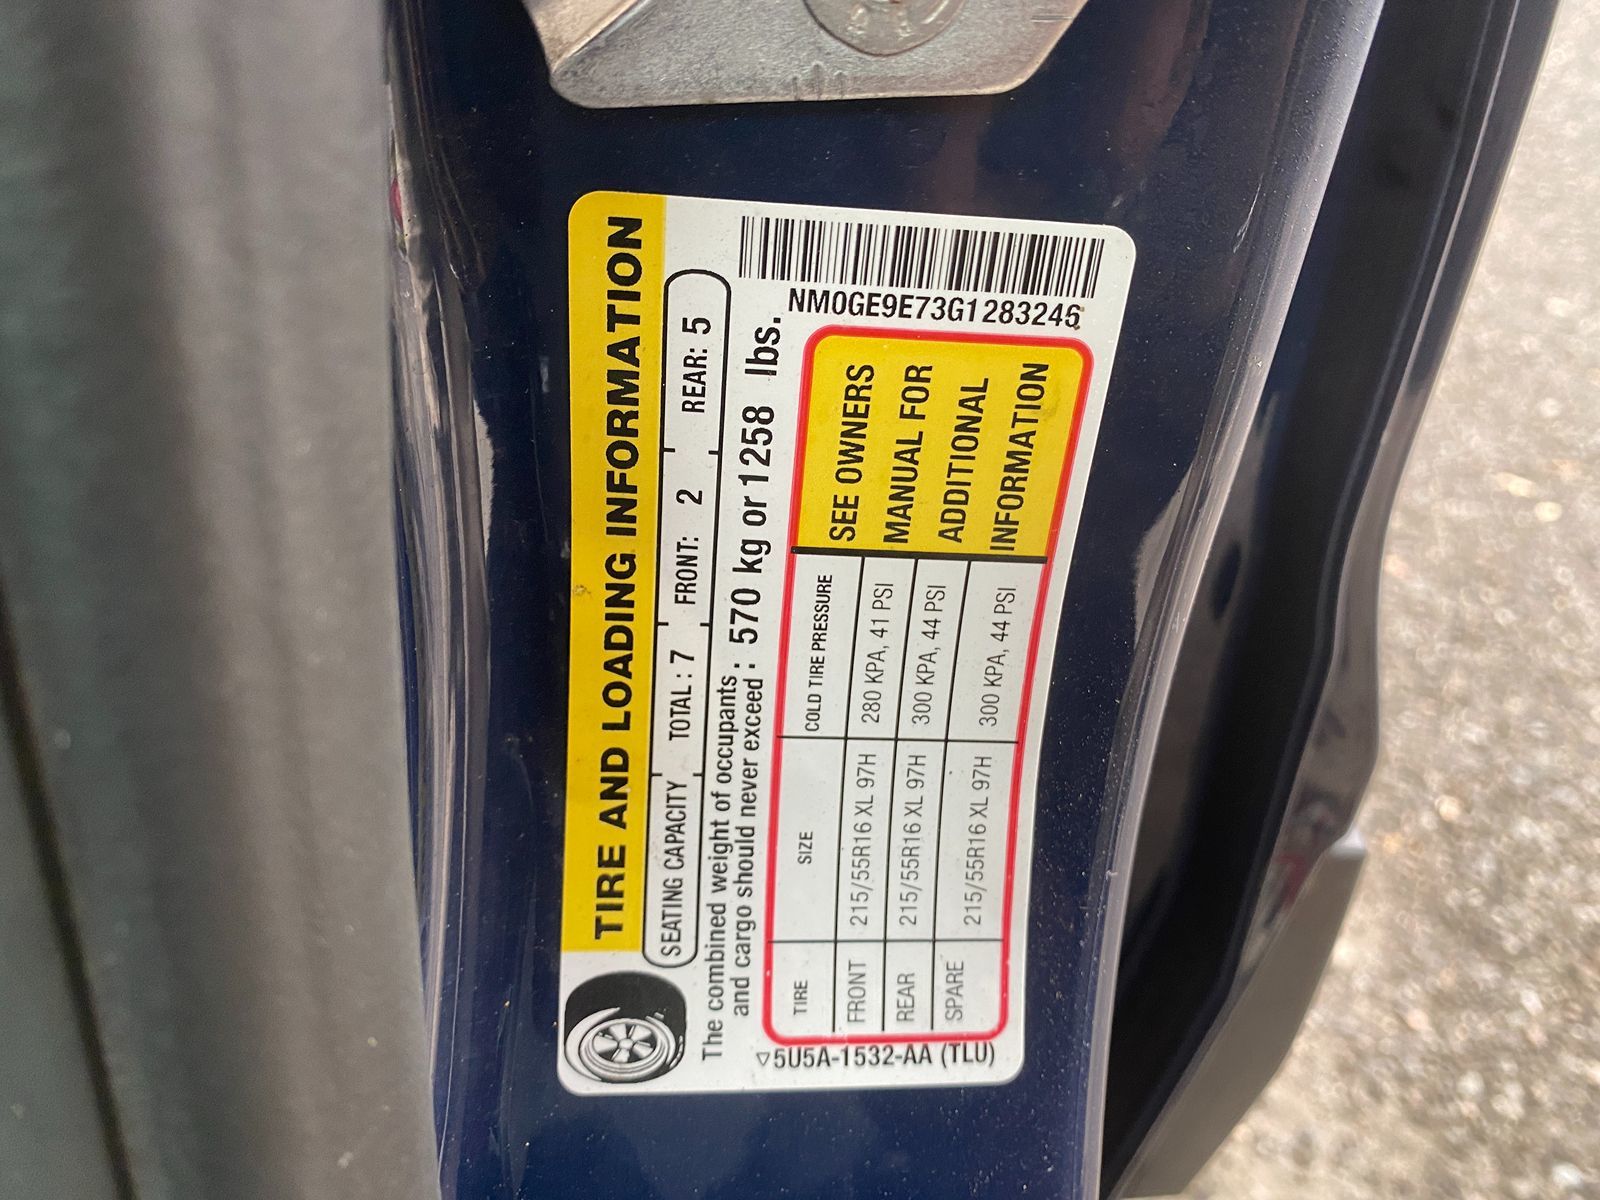 TIRE AND LOADING INFORMATION
SEATING CAPACITY TOTAL : 7 FRONT: 2 REAR: 5
The combined weight of occupants
and cargo should never exceed : 570 kg or 1258 lbs.
TIRE SIZE COLD TIRE PRESSURE
FRONT 215/55R16 XL 97H 280 KPA, 41 PSI
REAR 215/55R16 XL 97H 300 KPA, 44 PSI
SPARE 215/55R16 XL 97H 300 KPA, 44 PSI
SEE OWNERS
MANUAL FOR
ADDITIONAL
INFORMATION
NM0GE9E73G1283246
5U5A-1532-AA (TLU)